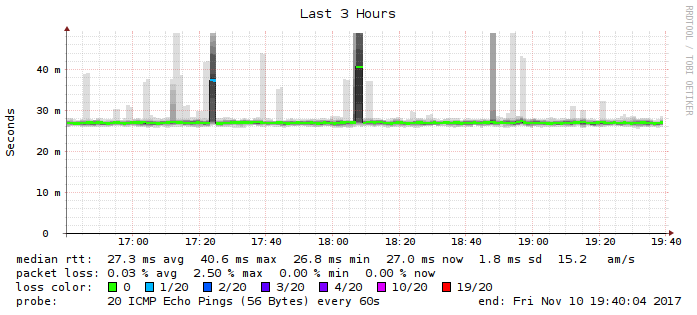 Last 3 Hours
RRDTOOL / TOBI OETIKER
Seconds
40 m
30 m
20 m
10 m
0
17:00 17:20 17:40 18:00 18:20 18:40 19:00 19:20 19:40
median rtt: 27.3 ms avg 40.6 ms max 26.8 ms min 27.0 ms now 1.8 ms sd 15.2 am/s
packet loss: 0.03 % avg 2.50 % max 0.00 % min 0.00 % now
loss color: 0 1/20 2/20 3/20 4/20 10/20 19/20
probe: 20 ICMP Echo Pings (56 Bytes) every 60s end: Fri Nov 10 19:40:04 2017